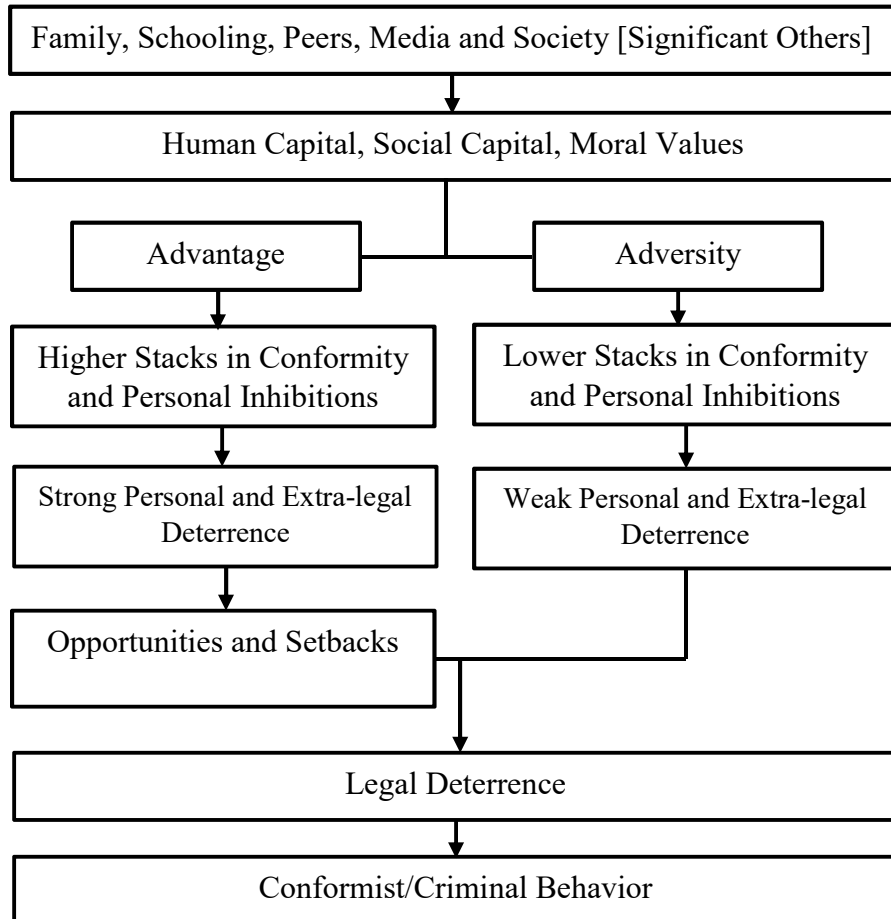 Family, Schooling, Peers, Media and Society [Significant Others]
Human Capital, Social Capital, Moral Values
Advantage
Adversity
Higher Stacks in Conformity
and Personal Inhibitions
Lower Stacks in Conformity
and Personal Inhibitions
Strong Personal and Extra-legal
Deterrence
Weak Personal and Extra-legal
Deterrence
Opportunities and Setbacks
Legal Deterrence
Conformist/Criminal Behavior